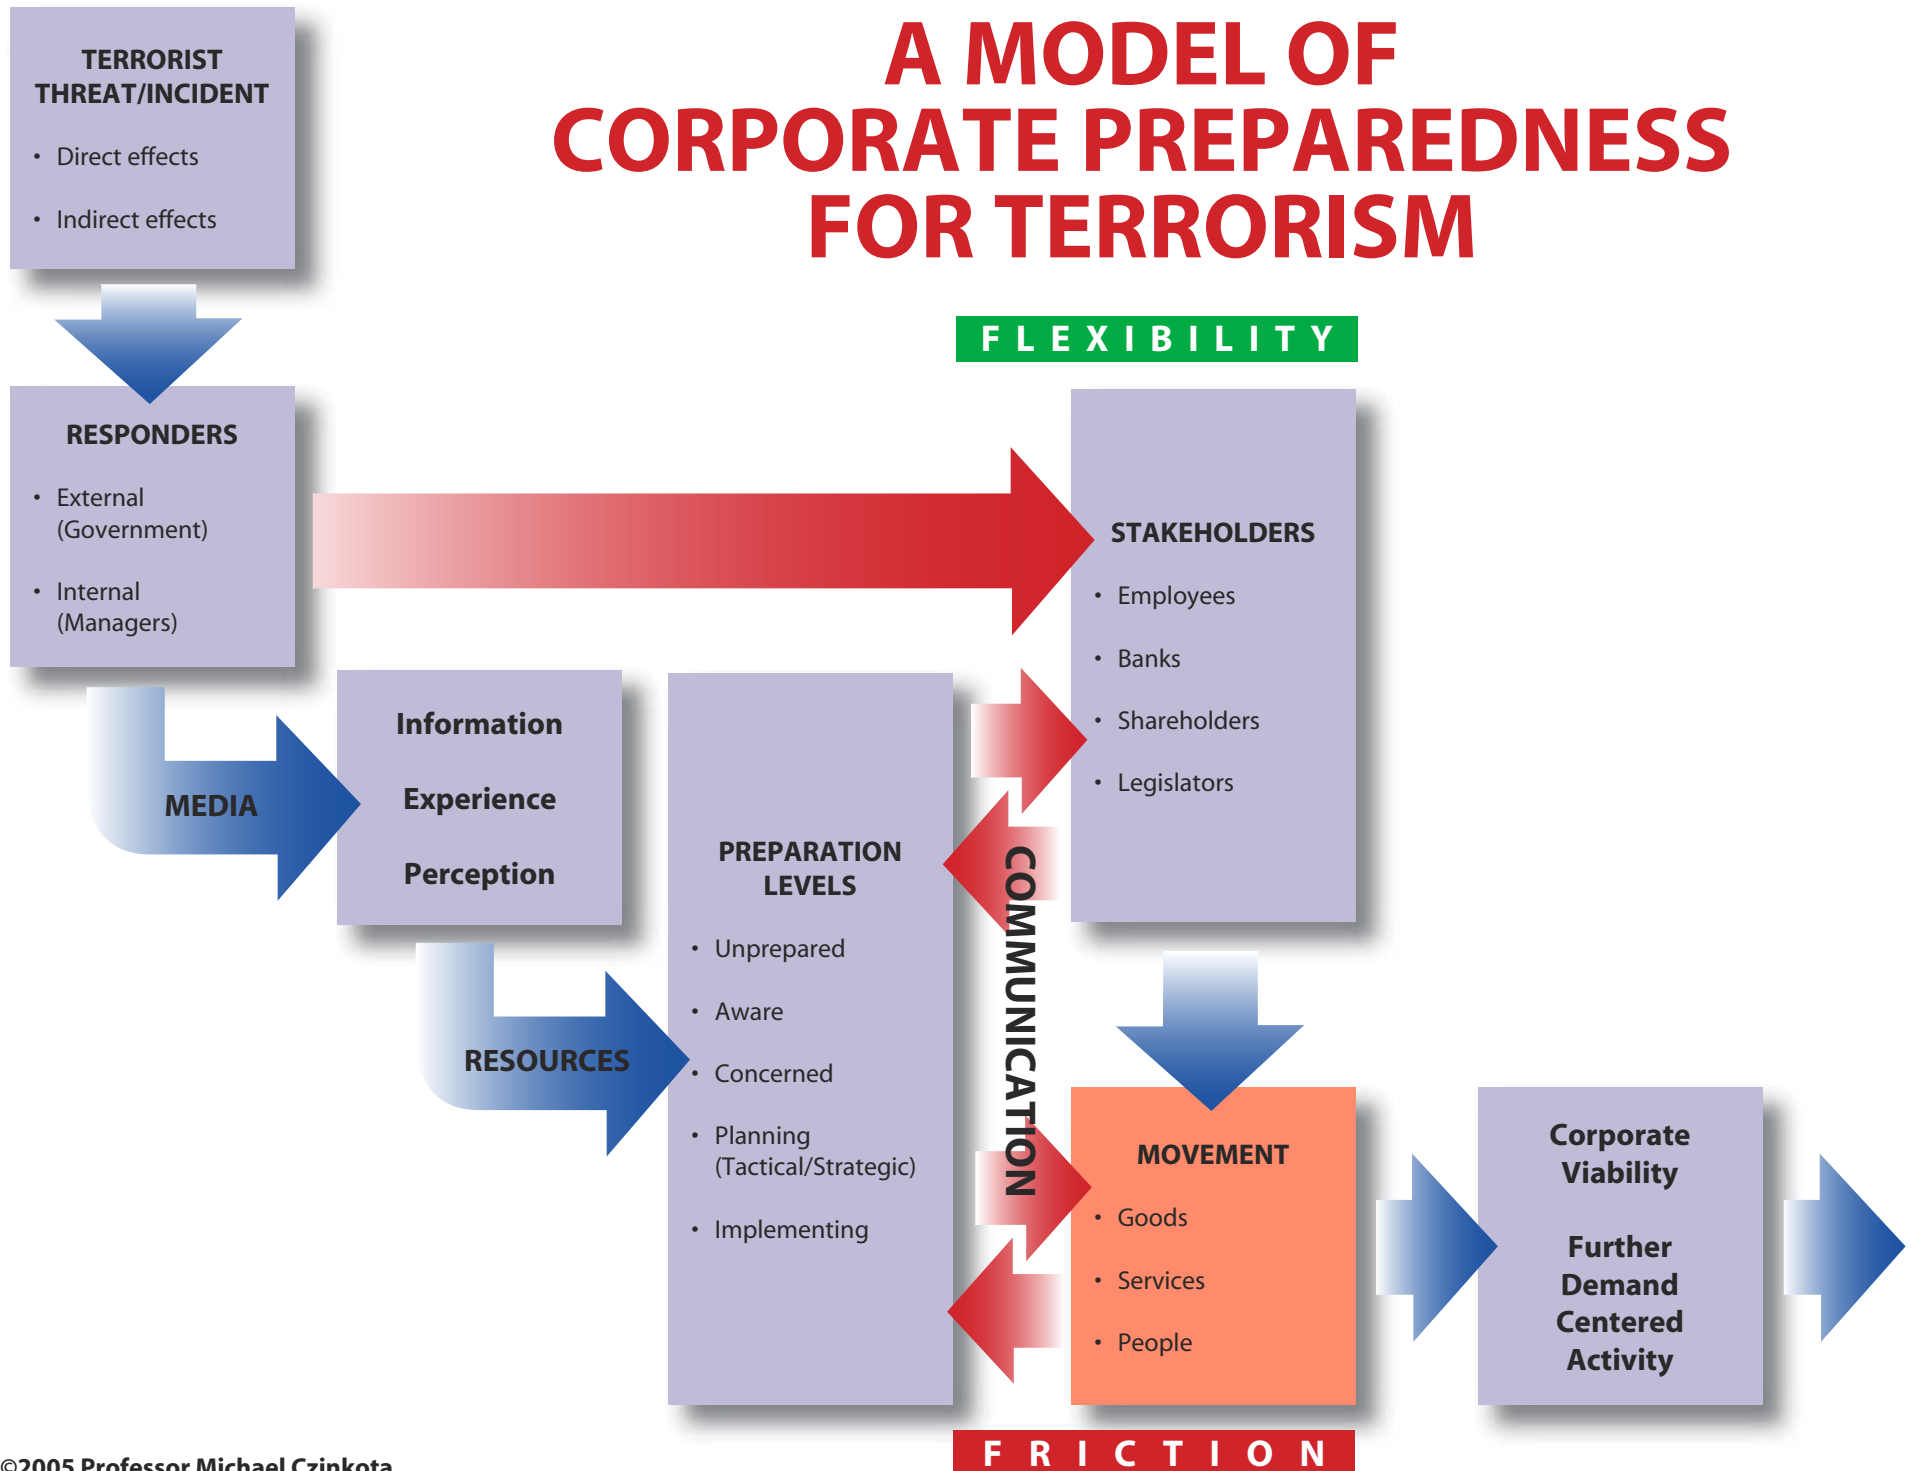 A MODEL OF
CORPORATE PREPAREDNESS
FOR TERRORISM
TERRORIST
THREAT/INCIDENT
• Direct effects
• Indirect effects
FLEXIBILITY
RESPONDERS
• External
(Government)
• Internal
(Managers)
STAKEHOLDERS
• Employees
• Banks
• Shareholders
• Legislators
MEDIA
Information
Experience
Perception
RESOURCES
PREPARATION
LEVELS
• Unprepared
• Aware
• Concerned
• Planning
(Tactical/Strategic)
• Implementing
COMMUNICATION
MOVEMENT
• Goods
• Services
• People
Corporate
Viability
Further
Demand
Centered
Activity
FRICTION
©2005 Professor Michael Czinkota